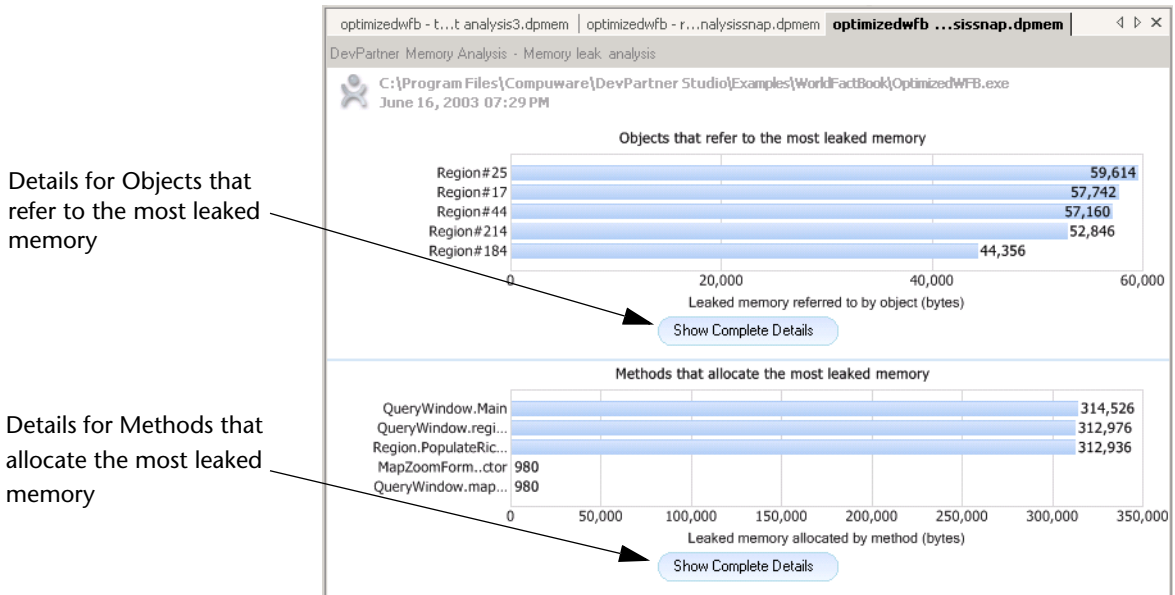 optimizedwfb - t...t analysis3.dpmem | optimizedwfb - r...nalysissnap.dpmem optimizedwfb ...sissnap.dpmem
DevPartner Memory Analysis - Memory leak analysis
C:\Program Files\Compuware\DevPartner Studio\Examples\WorldFactBook\OptimizedWFB.exe
June 16, 2003 07:29 PM
Objects that refer to the most leaked memory
Region#25 59,614
Region#17 57,742
Region#44 57,160
Region#214 52,846
Region#184 44,356
0 20,000 40,000 60,000
Leaked memory referred to by object (bytes)
Show Complete Details
Details for Objects that
refer to the most leaked
memory
Methods that allocate the most leaked memory
QueryWindow.Main 314,526
QueryWindow.regi... 312,976
Region.PopulateRic... 312,936
MapZoomForm..ctor 980
QueryWindow.map... 980
0 50,000 100,000 150,000 200,000 250,000 300,000 350,000
Leaked memory allocated by method (bytes)
Show Complete Details
Details for Methods that
allocate the most leaked
memory